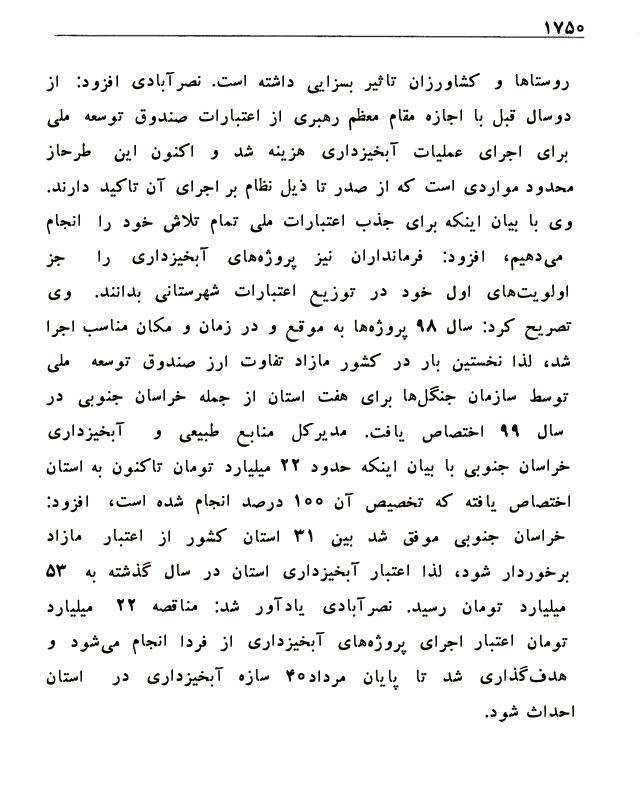 ۱۷۵۰
روستاها و کشاورزان تاثیر بسزایی داشته است. نصرآبادی افزود: از
دوسال قبل با اجازه مقام معظم رهبری از اعتبارات صندوق توسعه ملی
برای اجرای عملیات آبخیزداری هزینه شد و اکنون این طرحاز
محدود مواردی است که از صدر تا ذیل نظام بر اجرای آن تاکید دارند.
وی با بیان اینکه برای جذب اعتبارات ملی تمام تلاش خود را انجام
می‌دهیم، افزود: فرمانداران نیز پروژه‌های آبخیزداری را جز
اولویت‌های اول خود در توزیع اعتبارات شهرستانی بدانند. وی
تصریح کرد: سال ۹۸ پروژه‌ها به موقع و در زمان و مکان مناسب اجرا
شد، لذا نخستین بار در کشور مازاد تفاوت ارز صندوق توسعه ملی
توسط سازمان جنگل‌ها برای هفت استان از جمله خراسان جنوبی در
سال ۹۹ اختصاص یافت. مدیرکل منابع طبیعی و آبخیزداری
خراسان جنوبی با بیان اینکه حدود ۲۲ میلیارد تومان تاکنون به استان
اختصاص یافته که تخصیص آن ۱۰۰ درصد انجام شده است، افزود:
خراسان جنوبی موفق شد بین ۳۱ استان کشور از اعتبار مازاد
برخوردار شود، لذا اعتبار آبخیزداری استان در سال گذشته به ۵۳
میلیارد تومان رسید. نصرآبادی یادآور شد: مناقصه ۲۲ میلیارد
تومان اعتبار اجرای پروژه‌های آبخیزداری از فردا انجام می‌شود و
هدف‌گذاری شد تا پایان مرداد۴۰ سازه آبخیزداری در استان
احداث شود.